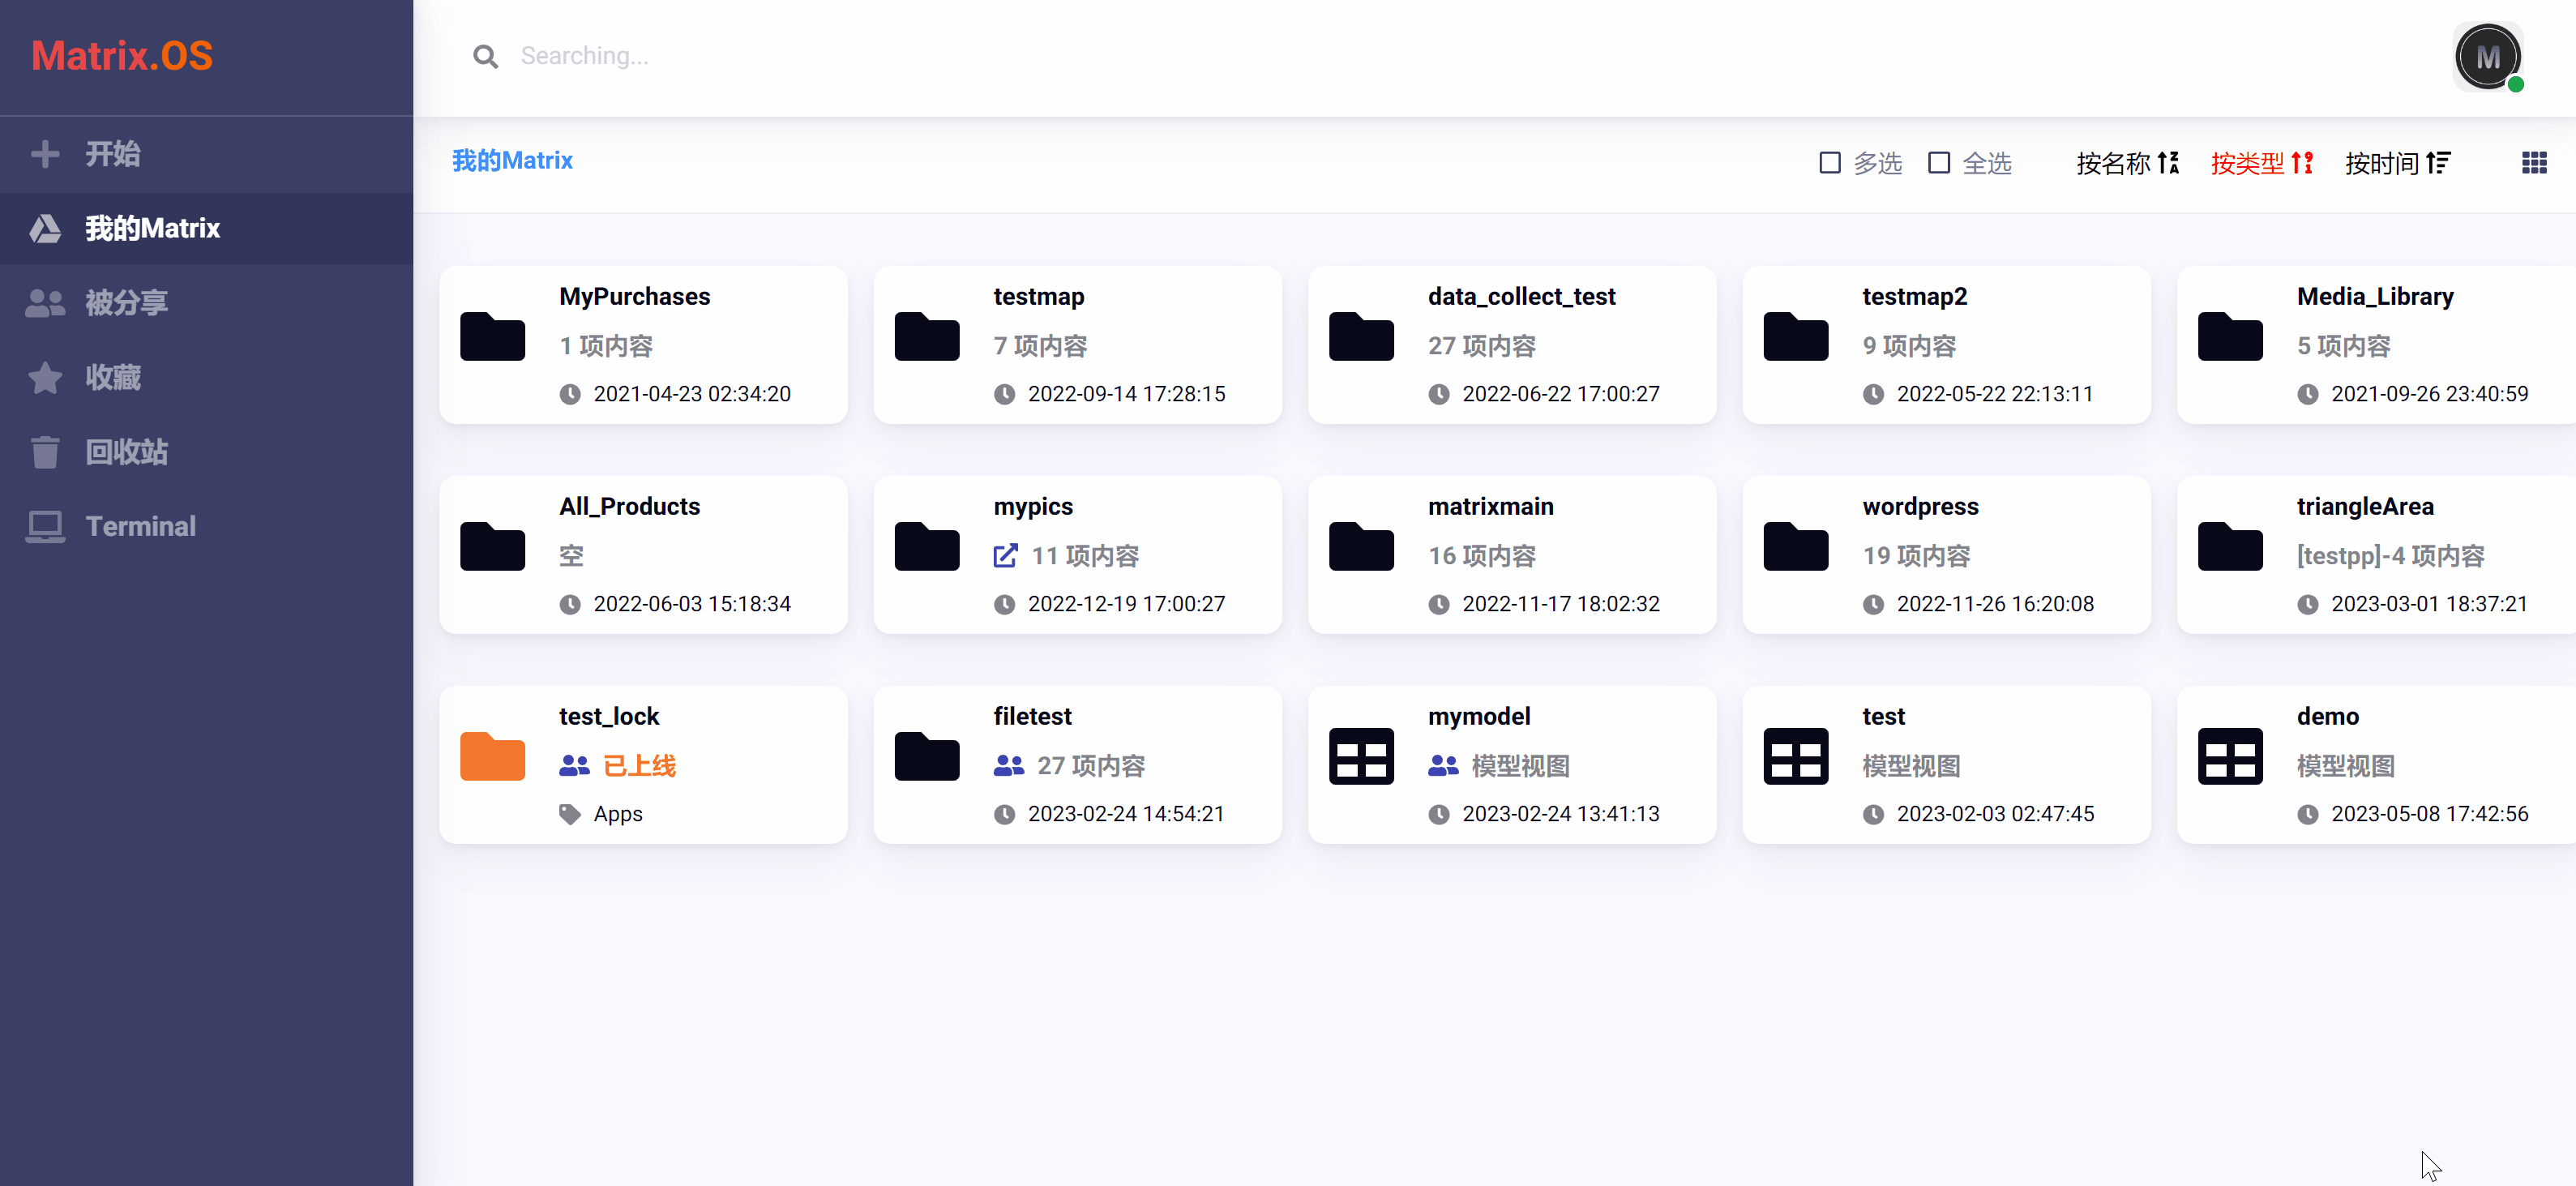 Matrix.OS
Searching...
M
开始
我的Matrix
被分享
收藏
回收站
Terminal
我的Matrix
多选 全选 按名称 按类型 按时间
MyPurchases
1 项内容
2021-04-23 02:34:20
testmap
7 项内容
2022-09-14 17:28:15
data_collect_test
27 项内容
2022-06-22 17:00:27
testmap2
9 项内容
2022-05-22 22:13:11
Media_Library
5 项内容
2021-09-26 23:40:59
All_Products
空
2022-06-03 15:18:34
mypics
11 项内容
2022-12-19 17:00:27
matrixmain
16 项内容
2022-11-17 18:02:32
wordpress
19 项内容
2022-11-26 16:20:08
triangleArea
[testpp]-4 项内容
2023-03-01 18:37:21
test_lock
已上线
Apps
filetest
27 项内容
2023-02-24 14:54:21
mymodel
模型视图
2023-02-24 13:41:13
test
模型视图
2023-02-03 02:47:45
demo
模型视图
2023-05-08 17:42:56